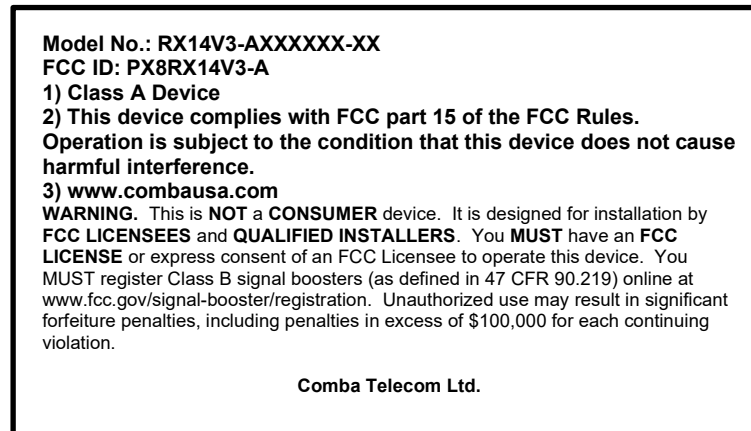 Model No.: RX14V3-AXXXXXX-XX
FCC ID: PX8RX14V3-A
1) Class A Device
2) This device complies with FCC part 15 of the FCC Rules.
Operation is subject to the condition that this device does not cause
harmful interference.
3) www.combausa.com
WARNING. This is NOT a CONSUMER device. It is designed for installation by
FCC LICENSEES and QUALIFIED INSTALLERS. You MUST have an FCC
LICENSE or express consent of an FCC Licensee to operate this device. You
MUST register Class B signal boosters (as defined in 47 CFR 90.219) online at
www.fcc.gov/signal-booster/registration. Unauthorized use may result in significant
forfeiture penalties, including penalties in excess of $100,000 for each continuing
violation.
Comba Telecom Ltd.